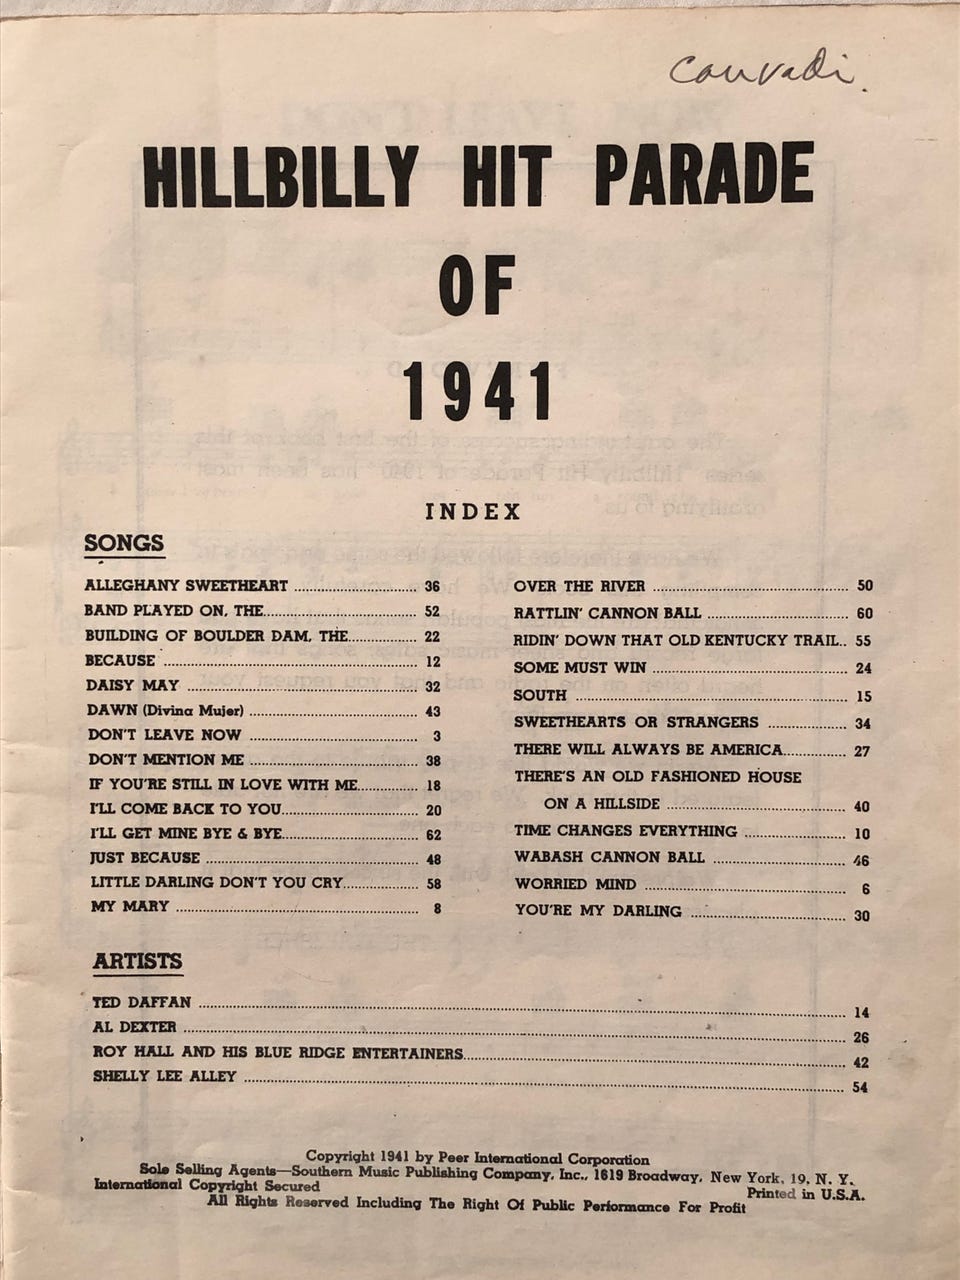 Conradi.
HILLBILLY HIT PARADE
OF
1941
INDEX
SONGS
ALLEGHANY SWEETHEART 36
BAND PLAYED ON, THE 52
BUILDING OF BOULDER DAM, THE 22
BECAUSE 12
DAISY MAY 32
DAWN (Divina Mujer) 43
DON'T LEAVE NOW 3
DON'T MENTION ME 38
IF YOU'RE STILL IN LOVE WITH ME 18
I'LL COME BACK TO YOU 20
I'LL GET MINE BYE & BYE 62
JUST BECAUSE 48
LITTLE DARLING DON'T YOU CRY 58
MY MARY 8
OVER THE RIVER 50
RATTLIN' CANNON BALL 60
RIDIN' DOWN THAT OLD KENTUCKY TRAIL 55
SOME MUST WIN 24
SOUTH 15
SWEETHEARTS OR STRANGERS 34
THERE WILL ALWAYS BE AMERICA 27
THERE'S AN OLD FASHIONED HOUSE
ON A HILLSIDE 40
TIME CHANGES EVERYTHING 10
WABASH CANNON BALL 46
WORRIED MIND 6
YOU'RE MY DARLING 30
ARTISTS
TED DAFFAN 14
AL DEXTER 26
ROY HALL AND HIS BLUE RIDGE ENTERTAINERS 42
SHELLY LEE ALLEY 54
Copyright 1941 by Peer International Corporation
Sole Selling Agents—Southern Music Publishing Company, Inc., 1619 Broadway, New York, 19, N. Y.
International Copyright Secured Printed in U.S.A.
All Rights Reserved Including The Right Of Public Performance For Profit